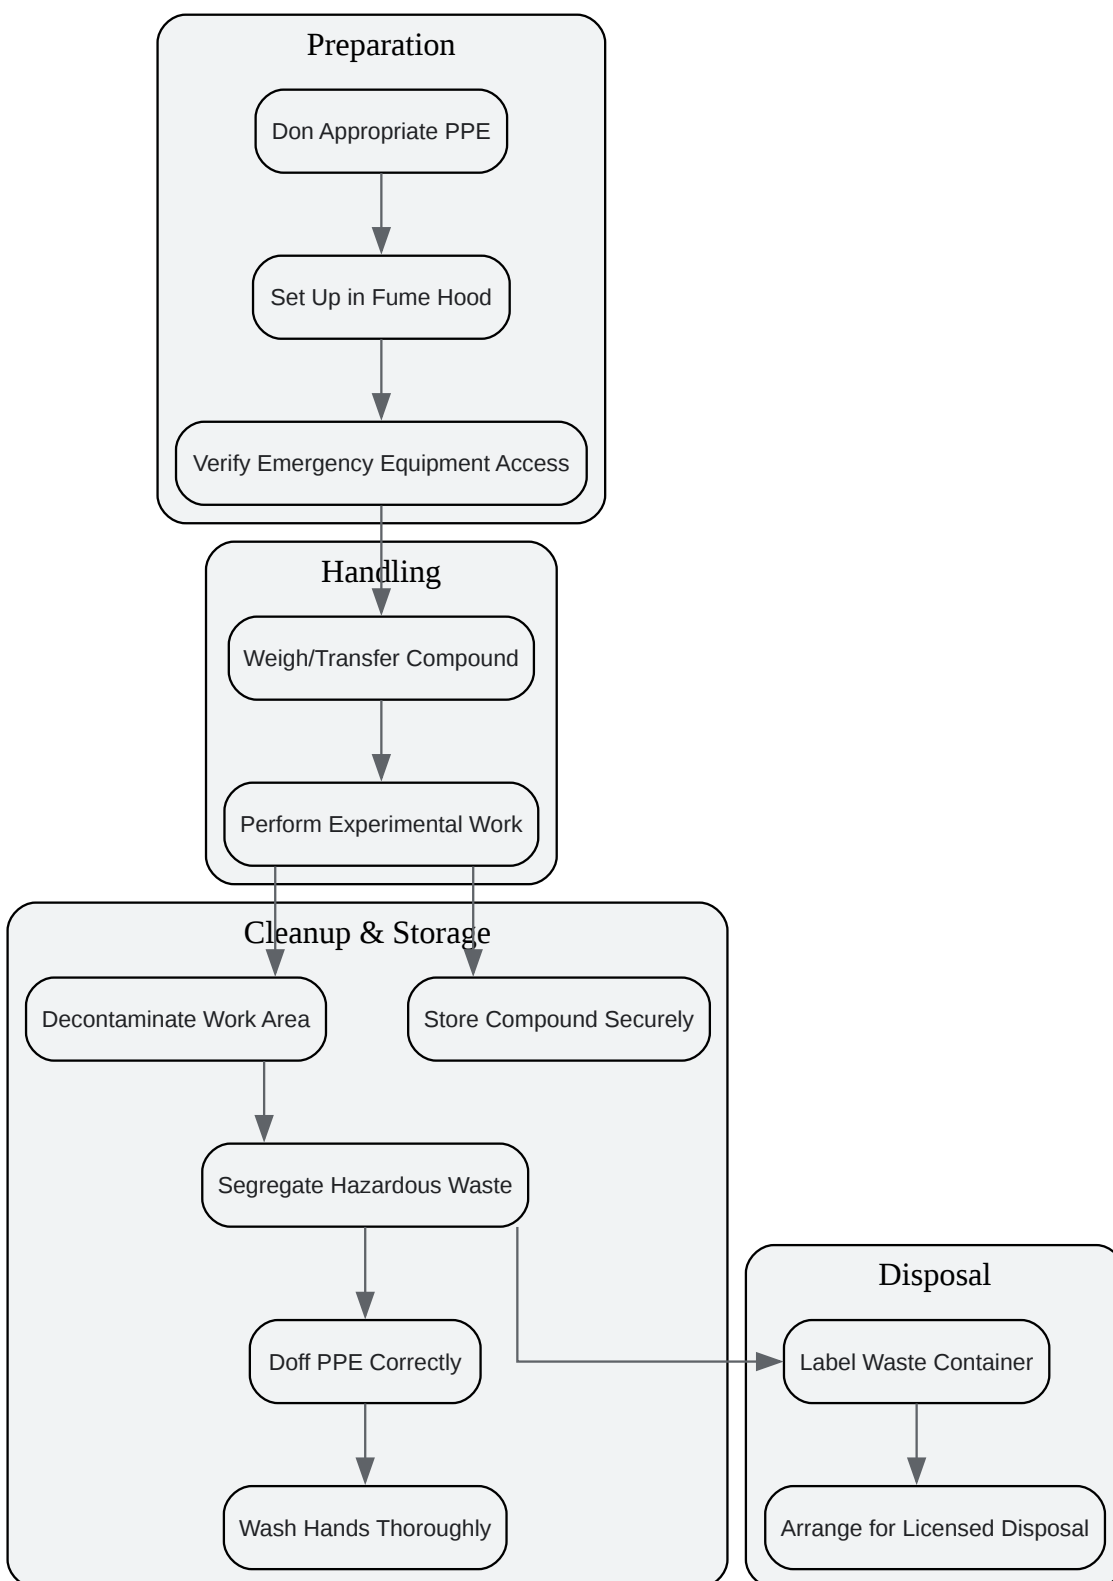 Preparation
Don Appropriate PPE
Set Up in Fume Hood
Verify Emergency Equipment Access
Handling
Weigh/Transfer Compound
Perform Experimental Work
Cleanup & Storage
Decontaminate Work Area
Store Compound Securely
Segregate Hazardous Waste
Disposal
Doff PPE Correctly
Label Waste Container
Wash Hands Thoroughly
Arrange for Licensed Disposal